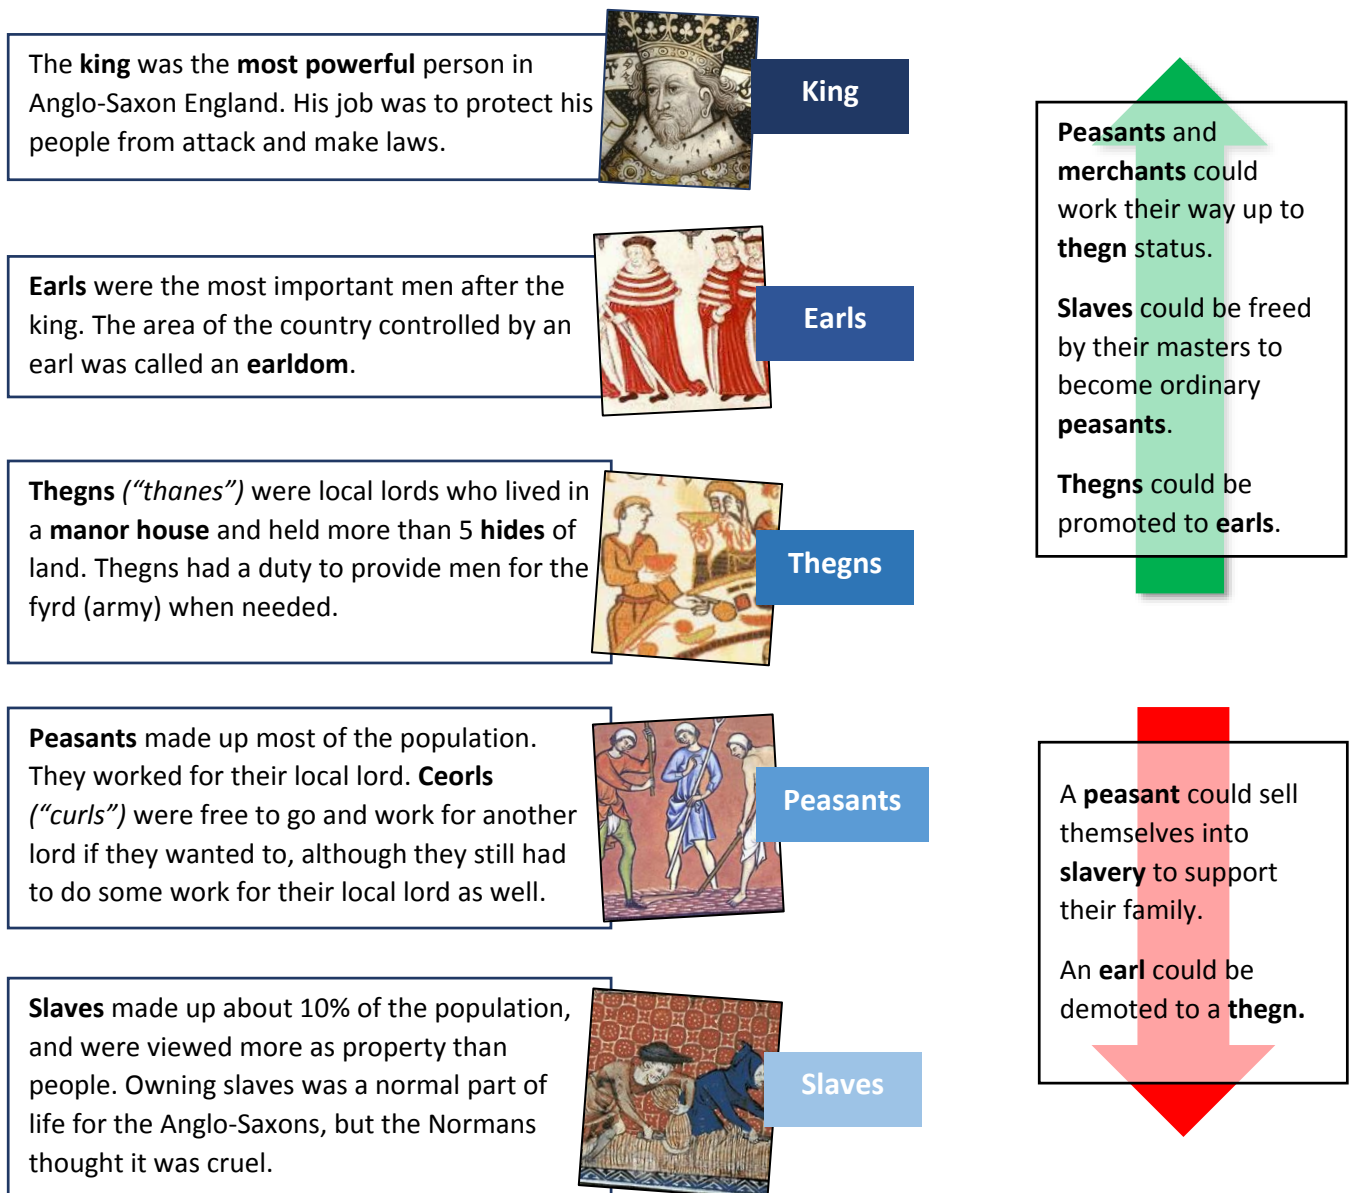 The king was the most powerful person in
Anglo-Saxon England. His job was to protect his
people from attack and make laws.
King
Earls were the most important men after the
king. The area of the country controlled by an
earl was called an earldom.
Earls
Thegns (“thanes”) were local lords who lived in
a manor house and held more than 5 hides of
land. Thegns had a duty to provide men for the
fyrd (army) when needed.
Thegns
Peasants made up most of the population.
They worked for their local lord. Ceorls
(“curls”) were free to go and work for another
lord if they wanted to, although they still had
to do some work for their local lord as well.
Peasants
Slaves made up about 10% of the population,
and were viewed more as property than
people. Owning slaves was a normal part of
life for the Anglo-Saxons, but the Normans
thought it was cruel.
Slaves
Peasants and
merchants could
work their way up to
thegn status.
Slaves could be freed
by their masters to
become ordinary
peasants.
Thegns could be
promoted to earls.
A peasant could sell
themselves into
slavery to support
their family.
An earl could be
demoted to a thegn.